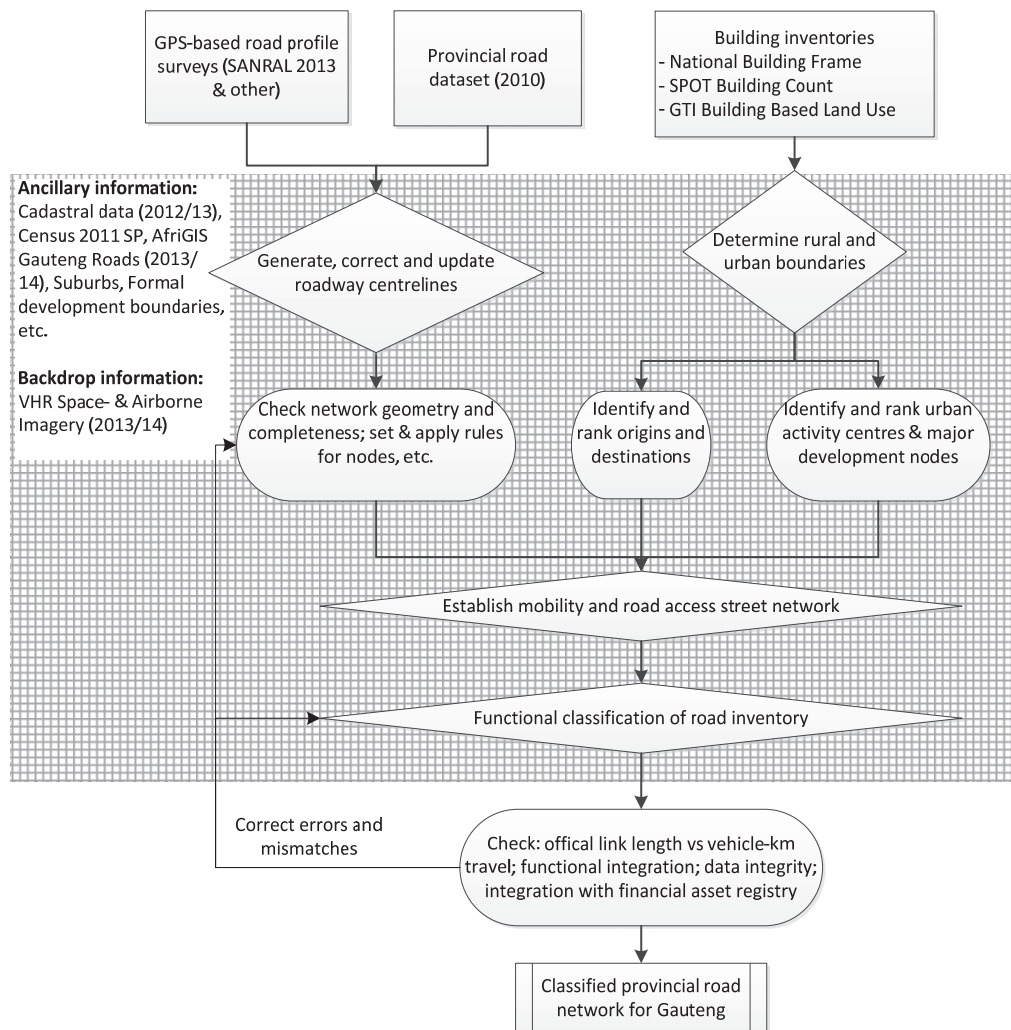 GPS-based road profile
surveys (SANRAL 2013
& other)
Provincial road
dataset (2010)
Building inventories
- National Building Frame
- SPOT Building Count
- GTI Building Based Land Use
Ancillary information:
Cadastral data (2012/13),
Census 2011 SP, AfriGIS
Gauteng Roads (2013/
14), Suburbs, Formal
development boundaries,
etc.
Backdrop information:
VHR Space- & Airborne
Imagery (2013/14)
Generate, correct and update
roadway centrelines
Determine rural and
urban boundaries
Check network geometry and
completeness; set & apply rules
for nodes, etc.
Identify and
rank origins and
destinations
Identify and rank urban
activity centres & major
development nodes
Establish mobility and road access street network
Functional classification of road inventory
Correct errors and
mismatches
Check: offical link length vs vehicle-km
travel; functional integration; data integrity;
integration with financial asset registry
Classified provincial road
network for Gauteng